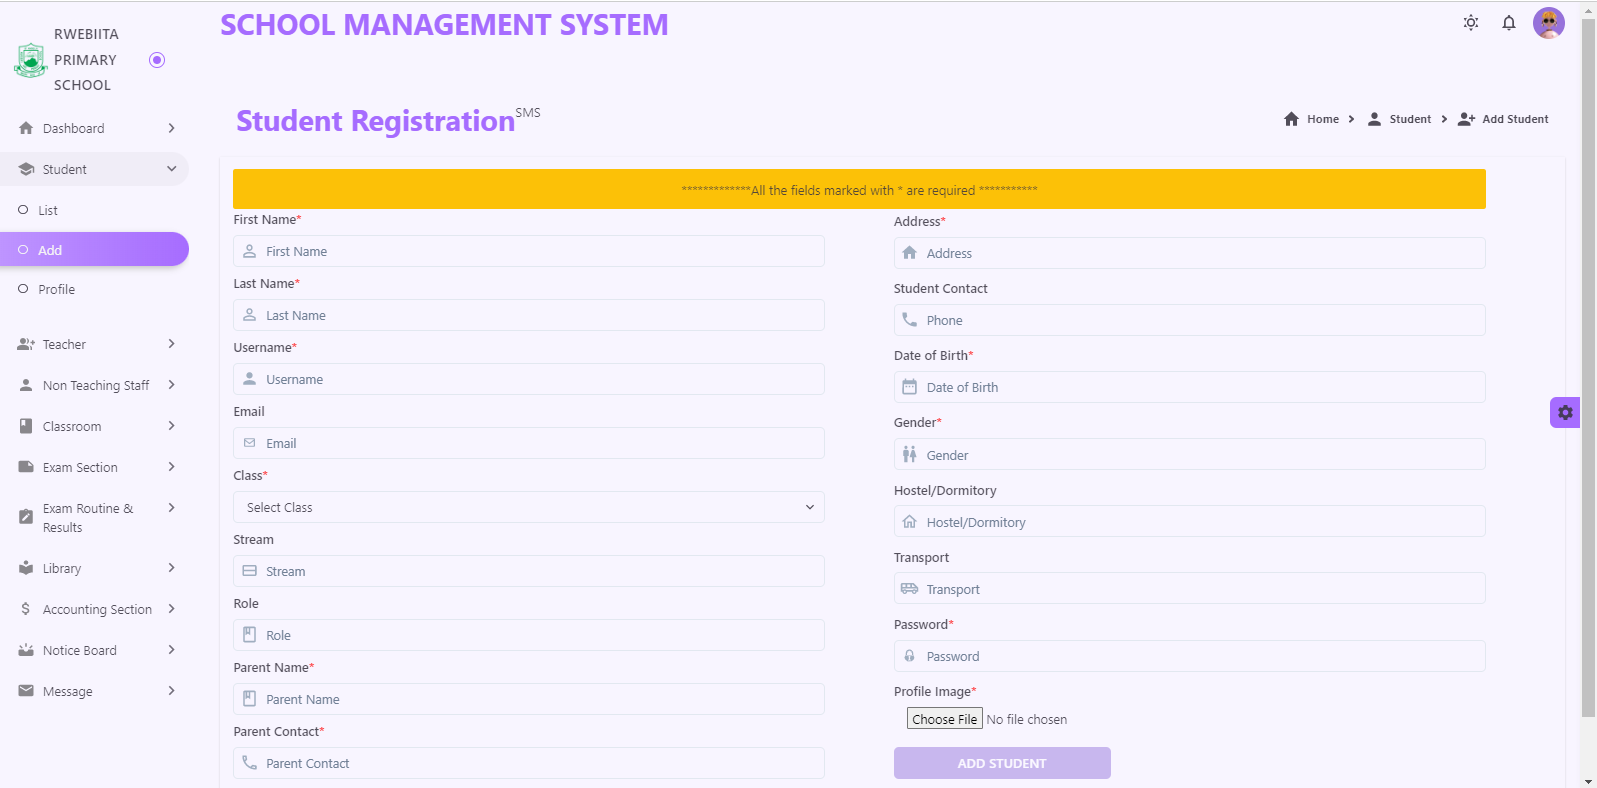 RWEBIITA
PRIMARY
SCHOOL
Dashboard
Student
List
Add
Profile
Teacher
Non Teaching Staff
Classroom
Exam Section
Exam Routine &
Results
Library
Accounting Section
Notice Board
Message
SCHOOL MANAGEMENT SYSTEM
Student Registration SMS
Home > Student > Add Student
*************All the fields marked with * are required ***********
First Name*
First Name
Last Name*
Last Name
Username*
Username
Email
Email
Class*
Select Class
Stream
Stream
Role
Role
Parent Name*
Parent Name
Parent Contact*
Parent Contact
Address*
Address
Student Contact
Phone
Date of Birth*
Date of Birth
Gender*
Gender
Hostel/Dormitory
Hostel/Dormitory
Transport
Transport
Password*
Password
Profile Image*
Choose File No file chosen
ADD STUDENT